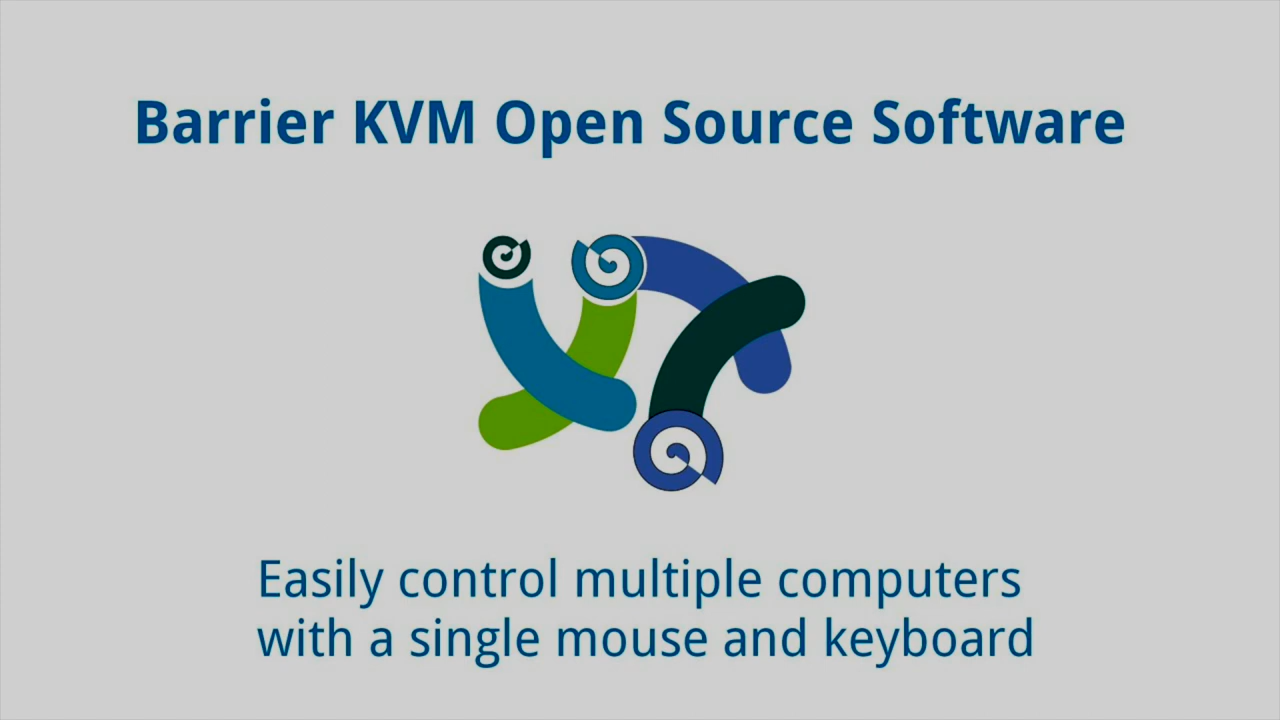 Barrier KVM Open Source Software
Easily control multiple computers
with a single mouse and keyboard